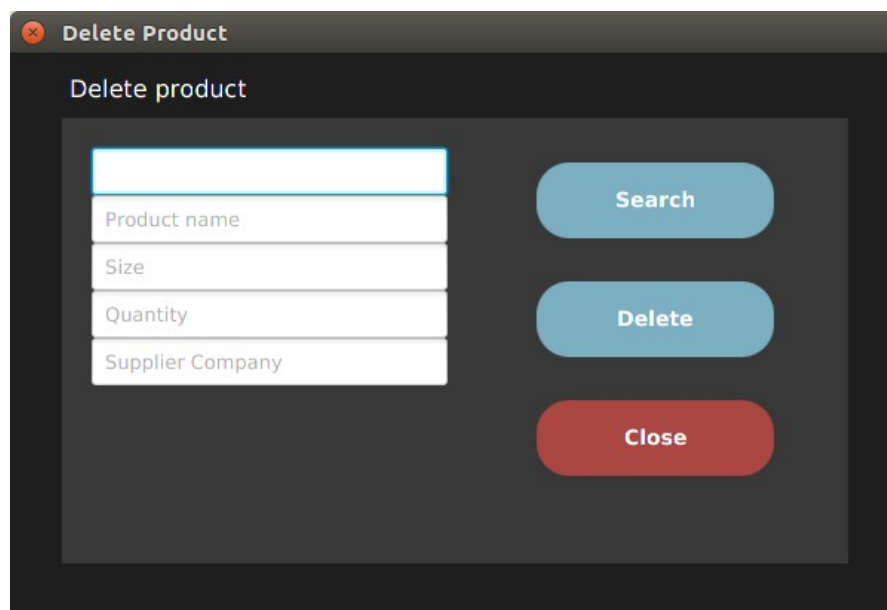 Delete Product
Delete product
Product name
Size
Quantity
Supplier Company
Search
Delete
Close